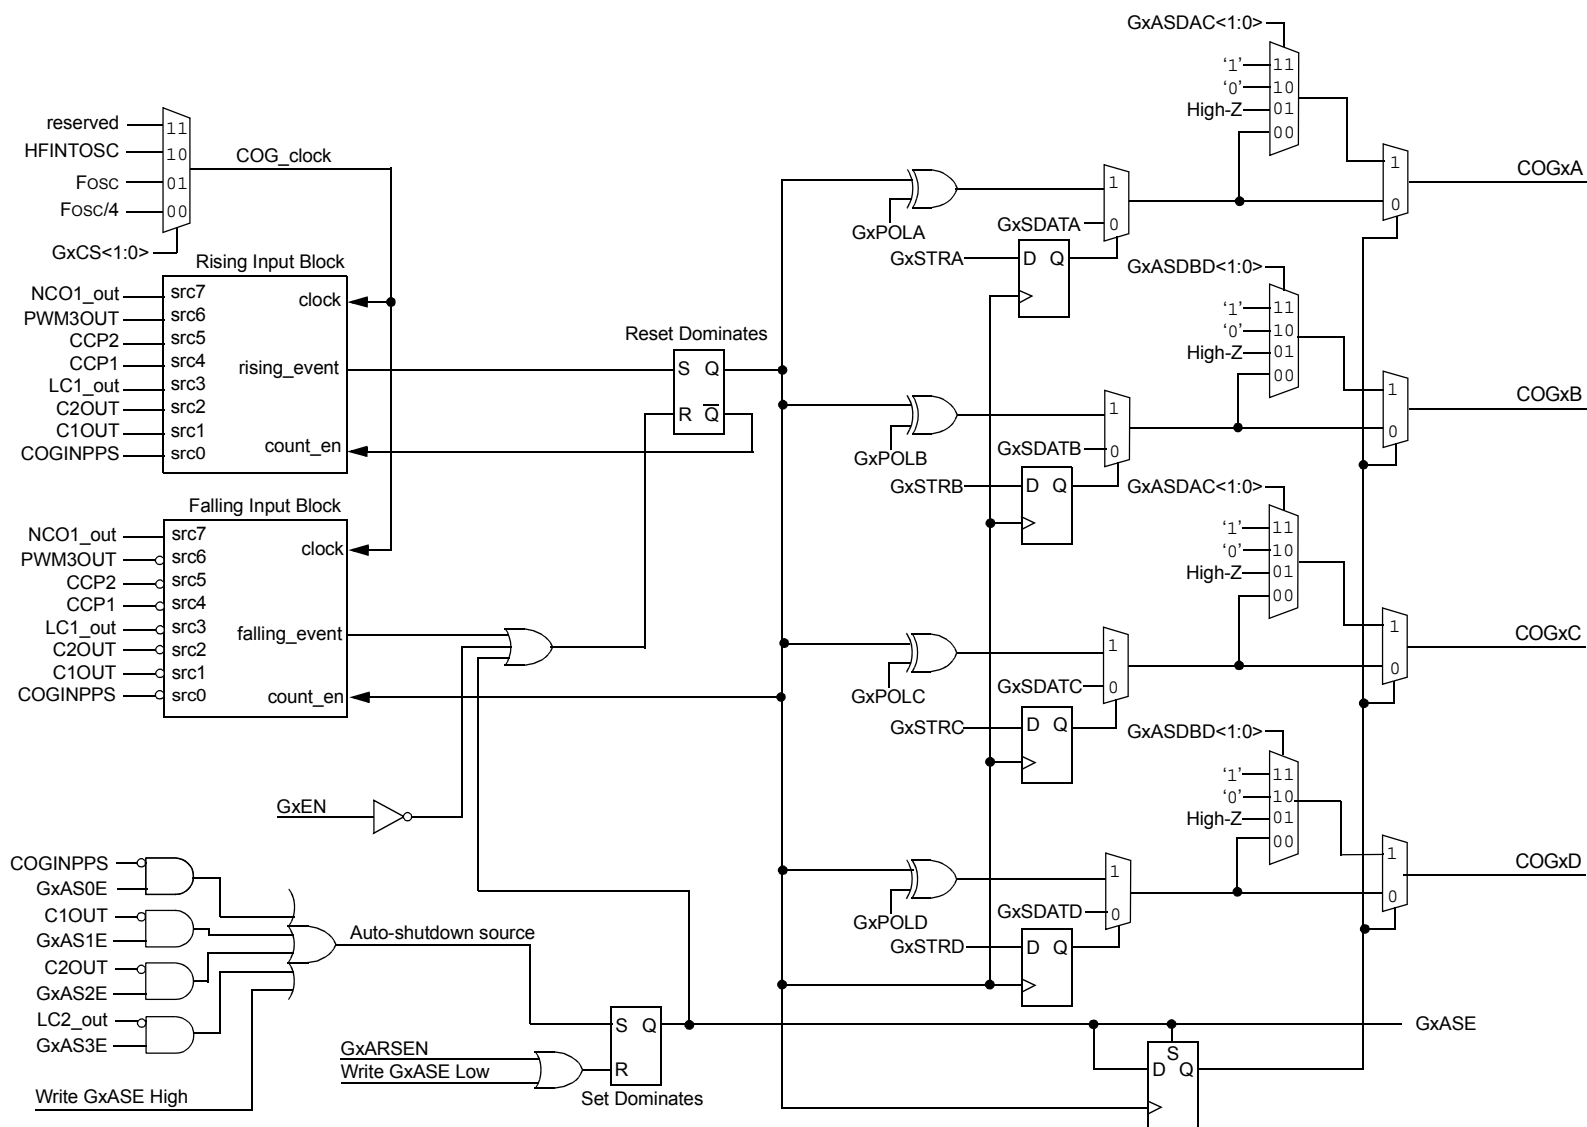 GxASDAC<1:0>
'1' 11
'0' 10
High-Z 01
00
1
0
COGxA
reserved 11
HFINTOSC 10
FOSC 01
FOSC/4 00
GxCS<1:0>
COG_clock
Rising Input Block
NCO1_out src7
PWM3OUT src6
CCP2 src5
CCP1 src4
LC1_out src3
C2OUT src2
C1OUT src1
COGINPPS src0
clock
rising_event
count_en
Reset Dominates
S Q
R Q̅
GxPOLA
1
GxSDATA 0
GxSTRA D Q
GxASDBD<1:0>
'1' 11
'0' 10
High-Z 01
00
1
0
COGxB
GxPOLB
1
GxSDATB 0
GxSTRB D Q
Falling Input Block
NCO1_out src7
PWM3OUT src6
CCP2 src5
CCP1 src4
LC1_out src3
C2OUT src2
C1OUT src1
COGINPPS src0
clock
falling_event
count_en
GxASDAC<1:0>
'1' 11
'0' 10
High-Z 01
00
1
0
COGxC
GxPOLC
1
GxSDATC 0
GxSTRC D Q
GxASDBD<1:0>
'1' 11
'0' 10
High-Z 01
00
1
0
COGxD
GxPOLD
1
GxSDATD 0
GxSTRD D Q
GxEN
COGINPPS
GxAS0E
C1OUT
GxAS1E
C2OUT
GxAS2E
LC2_out
GxAS3E
Write GxASE High
Auto-shutdown source
GxARSEN
Write GxASE Low
S Q
R
Set Dominates
GxASE
S
D Q